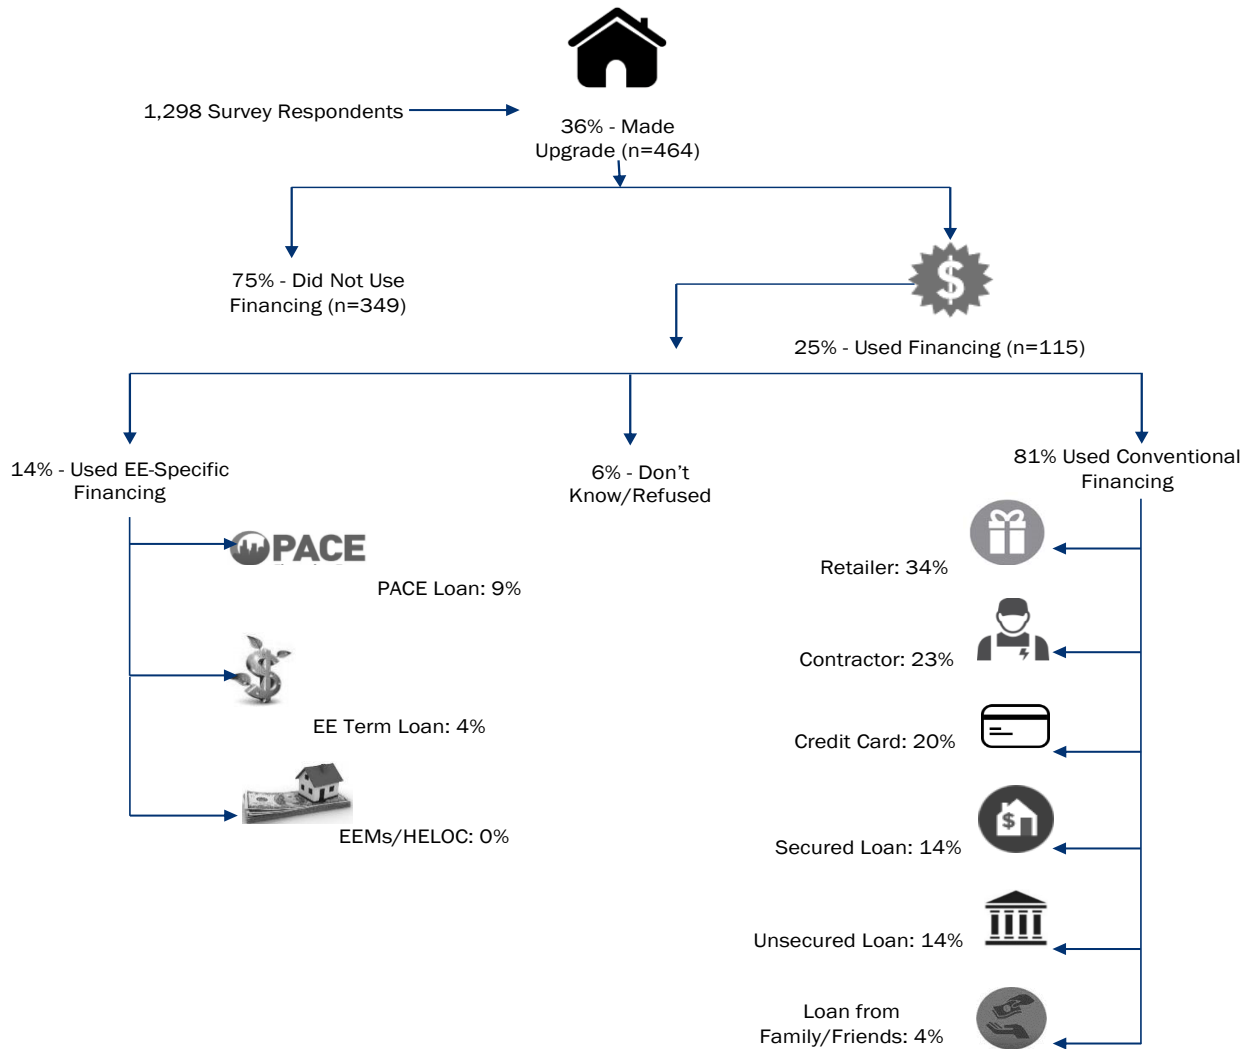 1,298 Survey Respondents
36% - Made
Upgrade (n=464)
75% - Did Not Use
Financing (n=349)
$
25% - Used Financing (n=115)
14% - Used EE-Specific
Financing
6% - Don't
Know/Refused
81% Used Conventional
Financing
PACE
PACE Loan: 9%
$
EE Term Loan: 4%
EEMs/HELOC: 0%
Retailer: 34%
Contractor: 23%
Credit Card: 20%
$
Secured Loan: 14%
Unsecured Loan: 14%
Loan from
Family/Friends: 4%